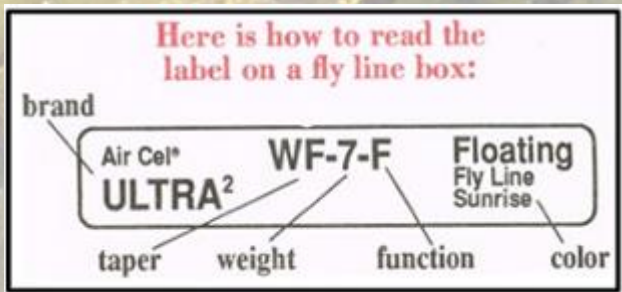 Here is how to read the
label on a fly line box:
brand
Air Cel®
ULTRA²
WF-7-F
Floating
Fly Line
Sunrise
taper
weight
function
color